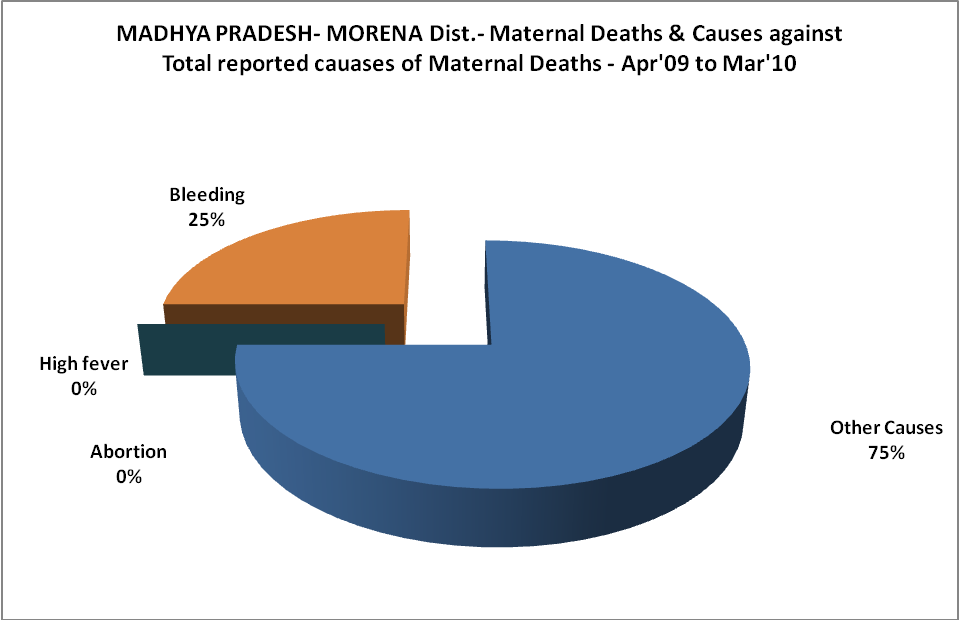 MADHYA PRADESH- MORENA Dist.- Maternal Deaths & Causes against
Total reported cauases of Maternal Deaths - Apr'09 to Mar'10
Bleeding
25%
High fever
0%
Abortion
0%
Other Causes
75%